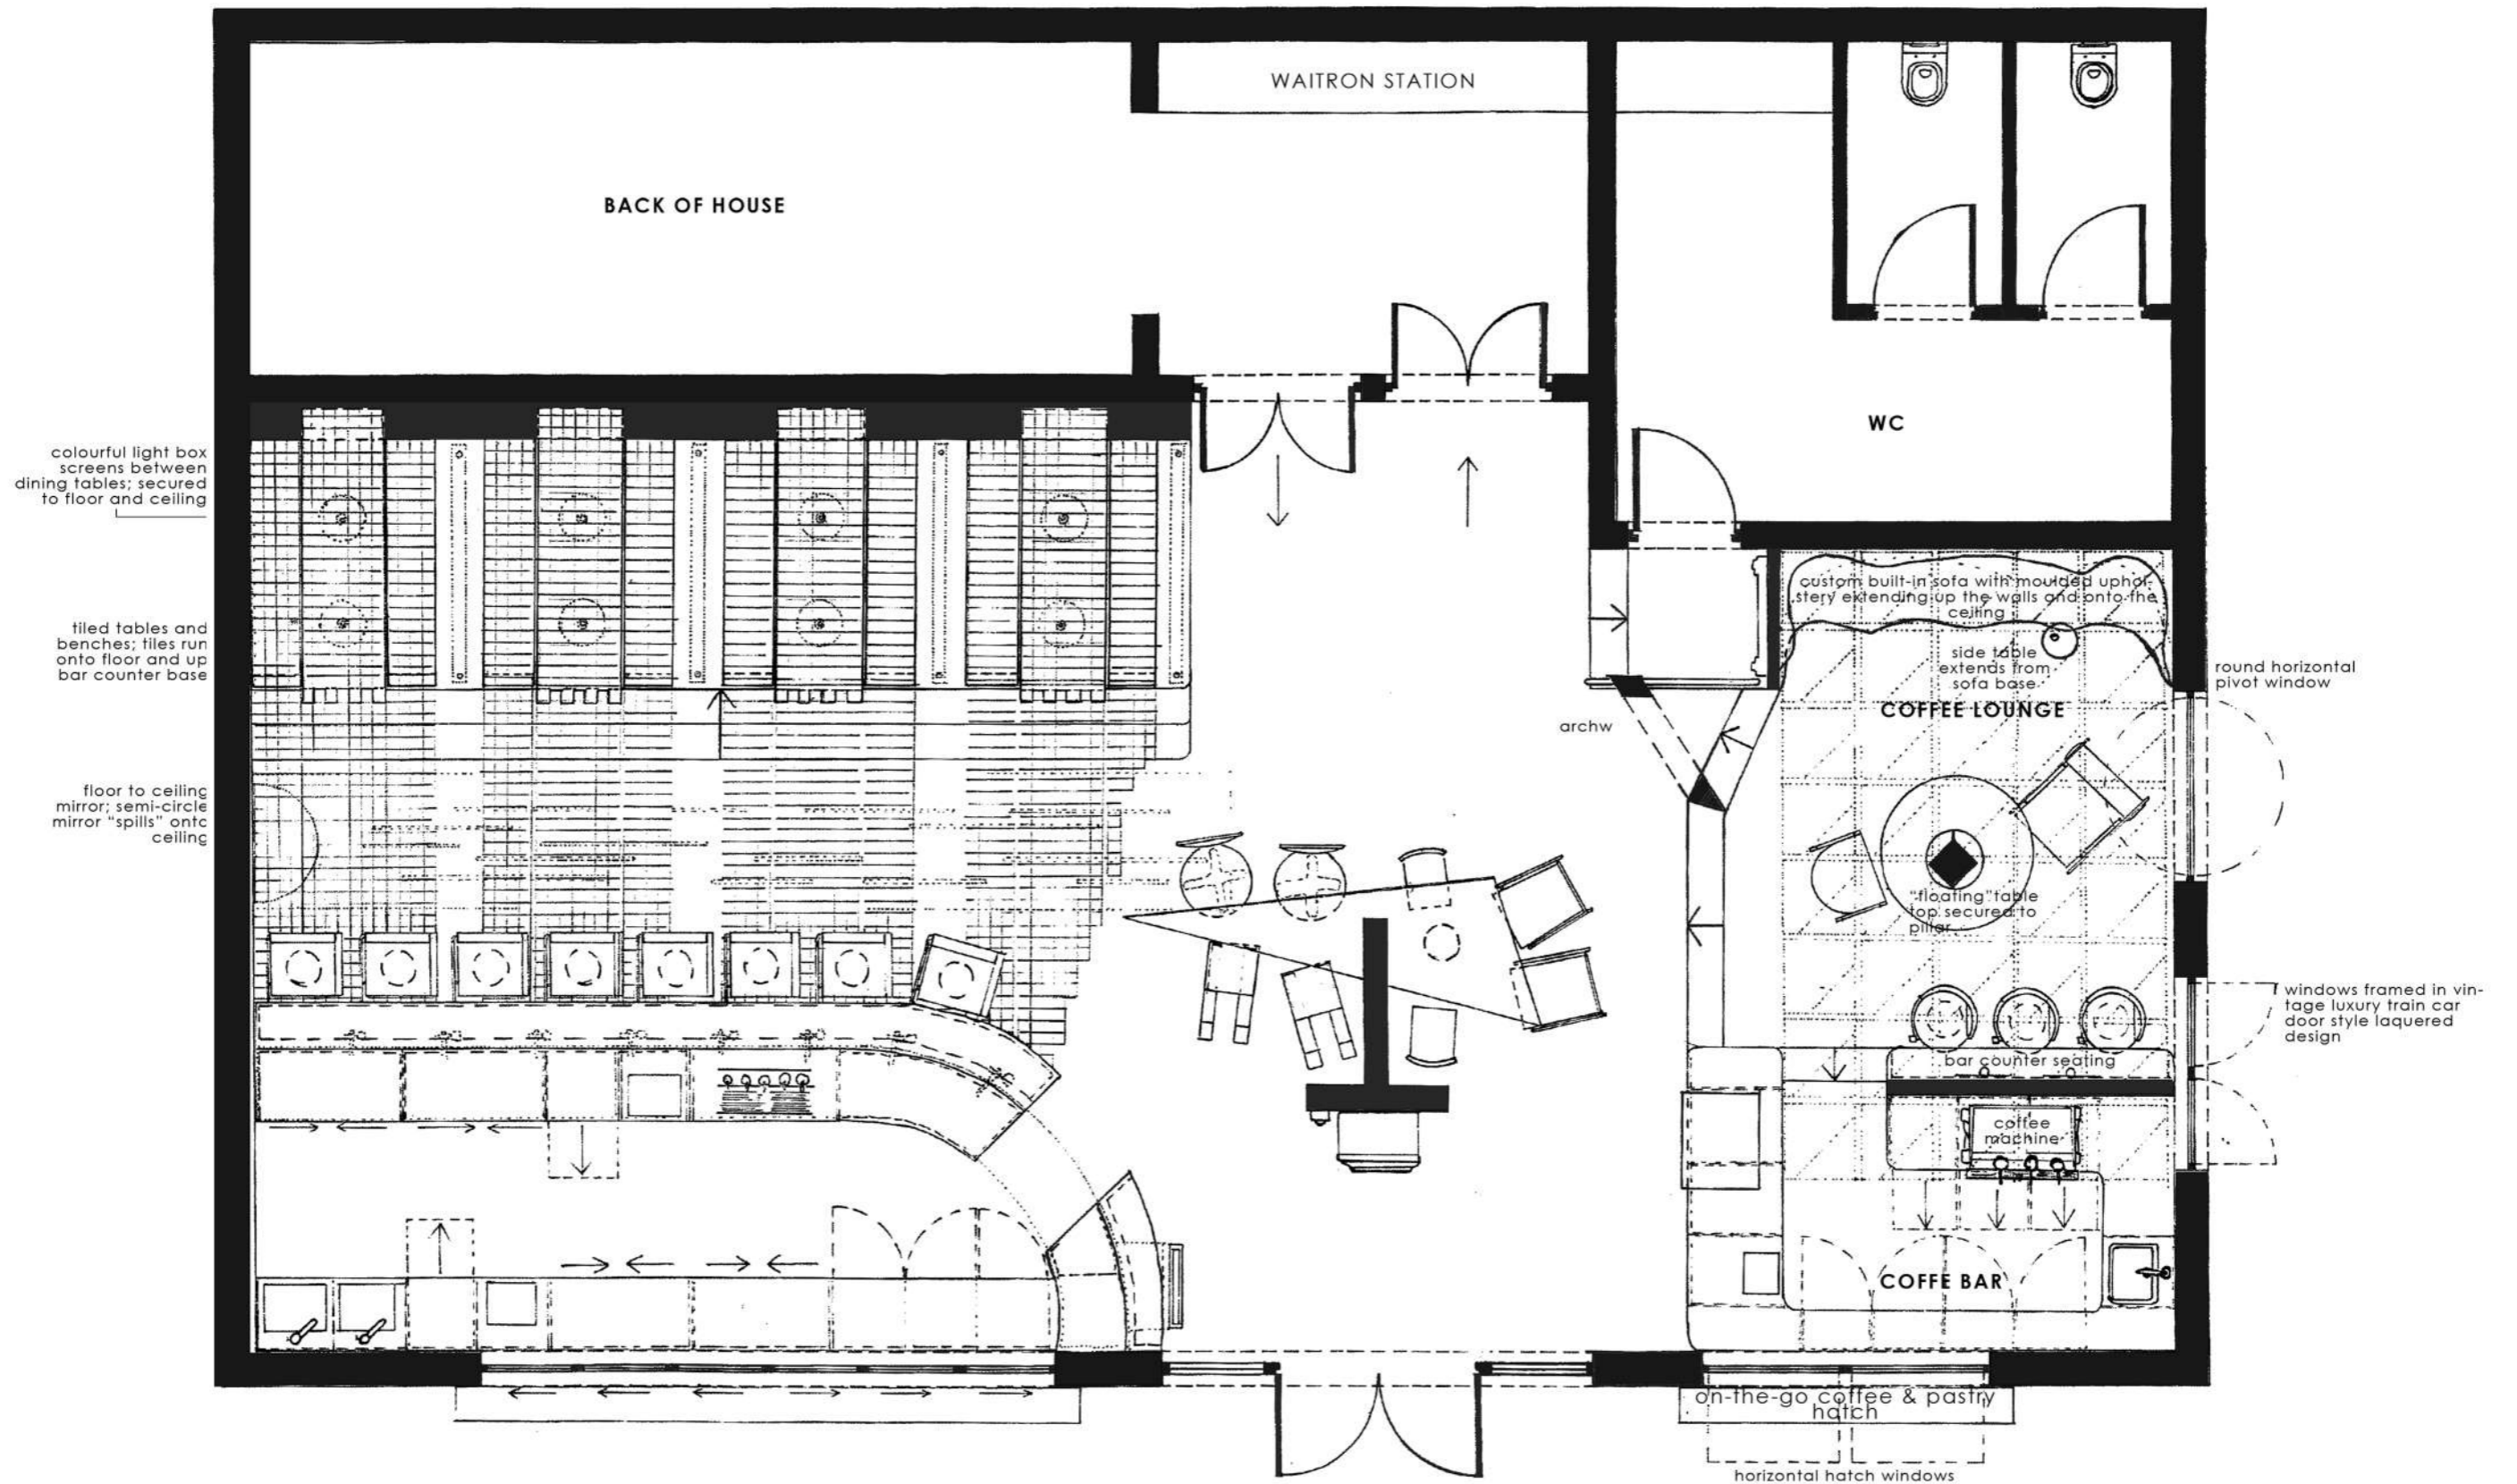 WAITRON STATION
BACK OF HOUSE
WC
colourful light box
screens between
dining tables; secured
to floor and ceiling
tiled tables and
benches; tiles run
onto floor and up
bar counter base
floor to ceiling
mirror; semi-circle
mirror "spills" onto
ceiling
archw
custom built-in sofa with moulded uphol-
stery extending up the walls and onto the
ceiling
side table
extends from
sofa base
COFFEE LOUNGE
round horizontal
pivot window
"floating" table
top secured to
pillar
windows framed in vin-
tage luxury train car
door style laquered
design
bar counter seating
coffee
machine
COFFE BAR
on-the-go coffee & pastry
hatch
horizontal hatch windows